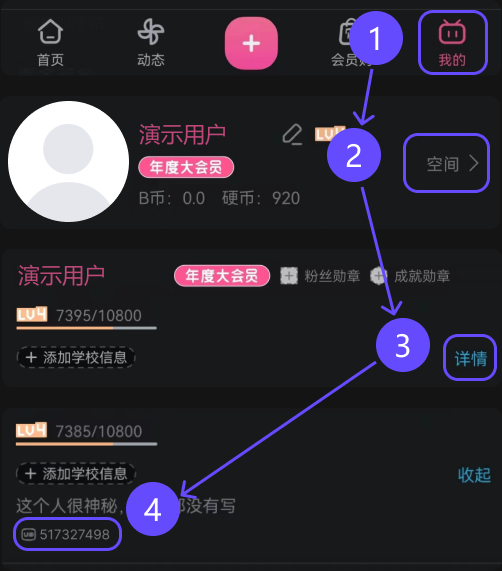 首页 动态 会员 1 我的
演示用户 LV4
2
年度大会员 空间
B币：0.0 硬币：920
演示用户 年度大会员 粉丝勋章 成就勋章
LV4 7395/10800
3
添加学校信息 详情
LV4 7385/10800
添加学校信息 收起
这个人很神秘，都没有写
4
UID 517327498